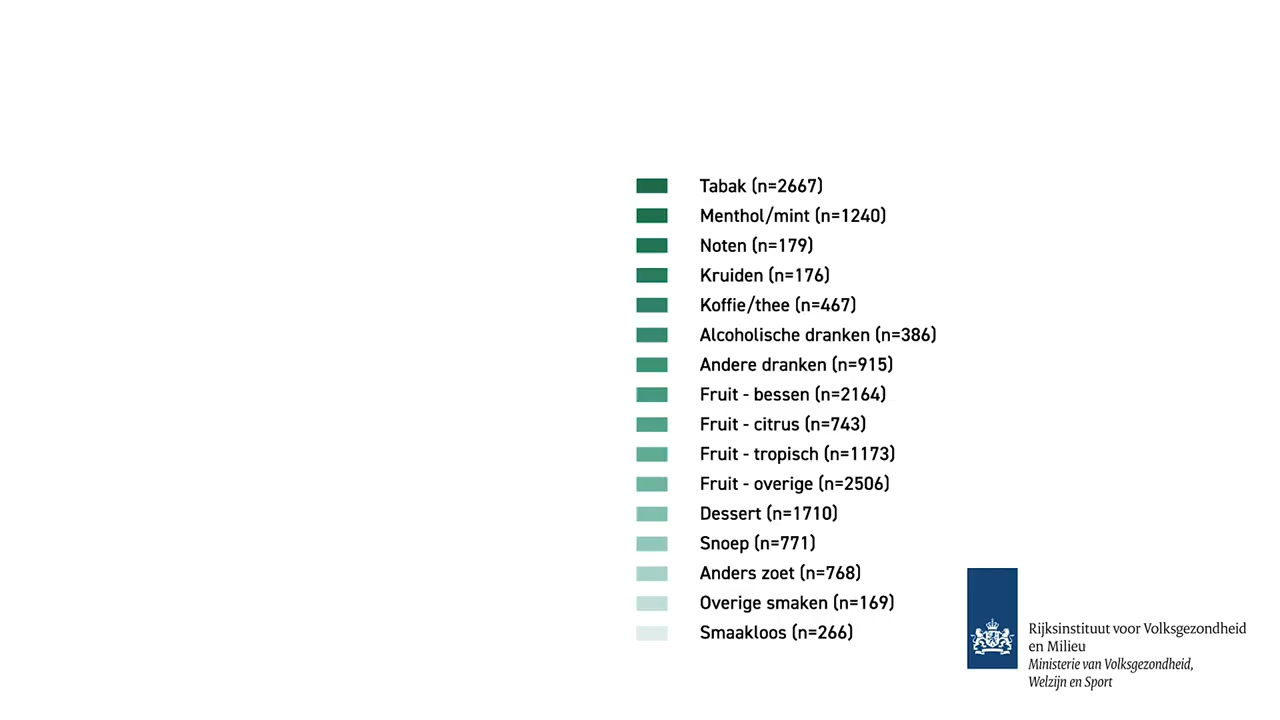 Tabak (n=2667)
Menthol/mint (n=1240)
Noten (n=179)
Kruiden (n=176)
Koffie/thee (n=467)
Alcoholische dranken (n=386)
Andere dranken (n=915)
Fruit - bessen (n=2164)
Fruit - citrus (n=743)
Fruit - tropisch (n=1173)
Fruit - overige (n=2506)
Dessert (n=1710)
Snoep (n=771)
Anders zoet (n=768)
Overige smaken (n=169)
Smaakloos (n=266)
Rijksinstituut voor Volksgezondheid
en Milieu
Ministerie van Volksgezondheid,
Welzijn en Sport